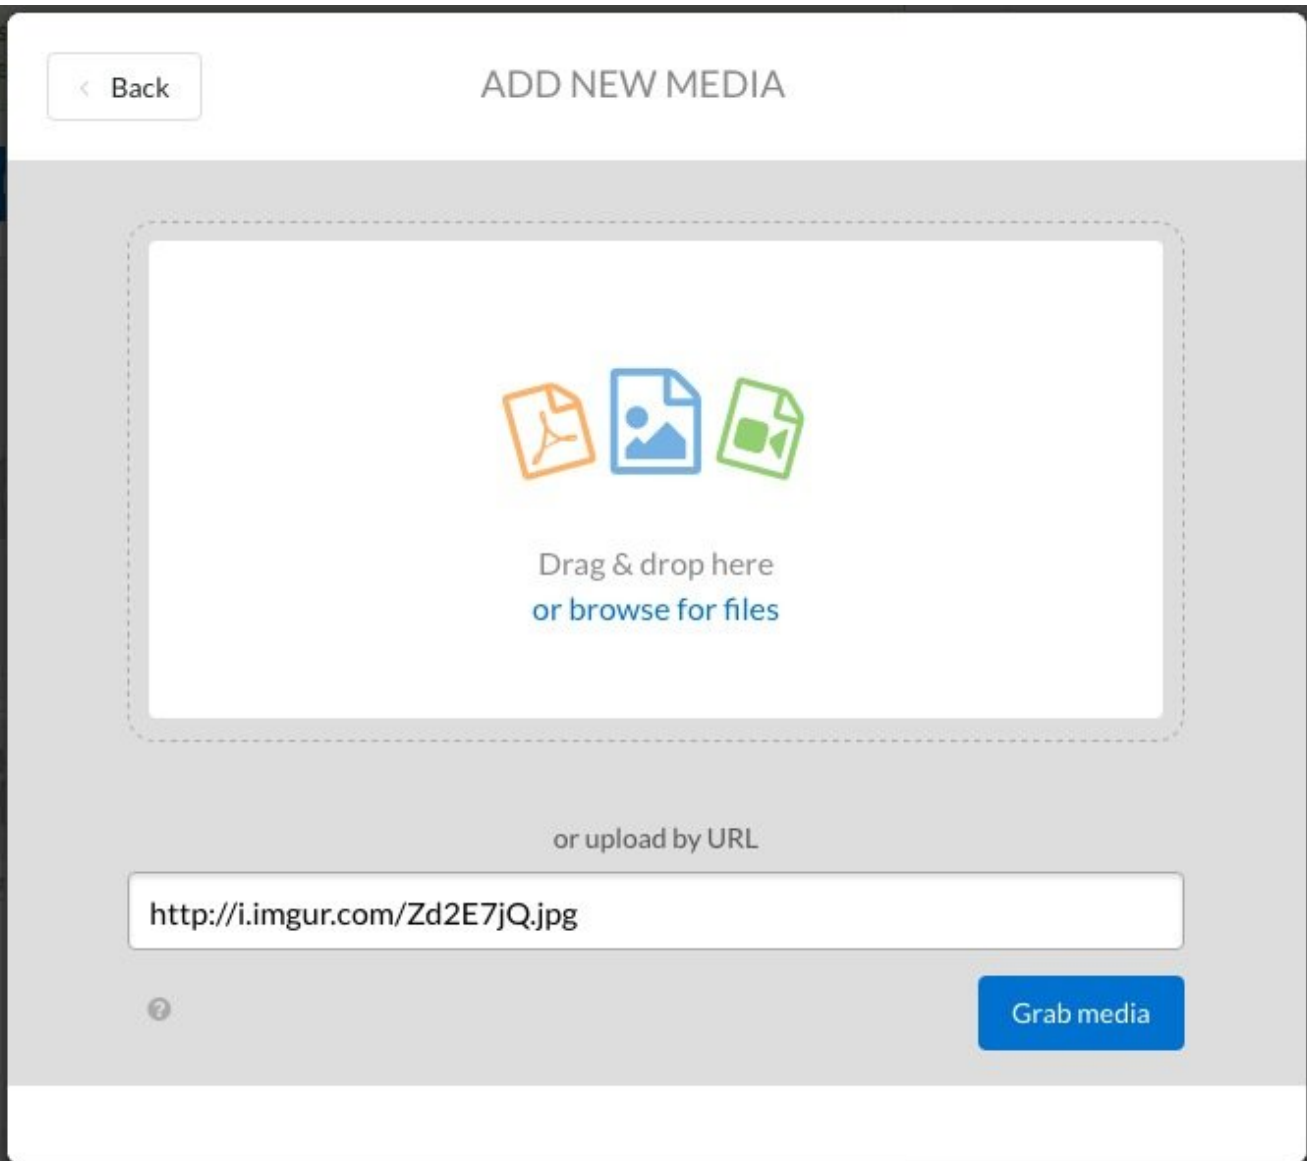 Back
ADD NEW MEDIA
Drag & drop here
or browse for files
or upload by URL
http://i.imgur.com/Zd2E7jQ.jpg
Grab media